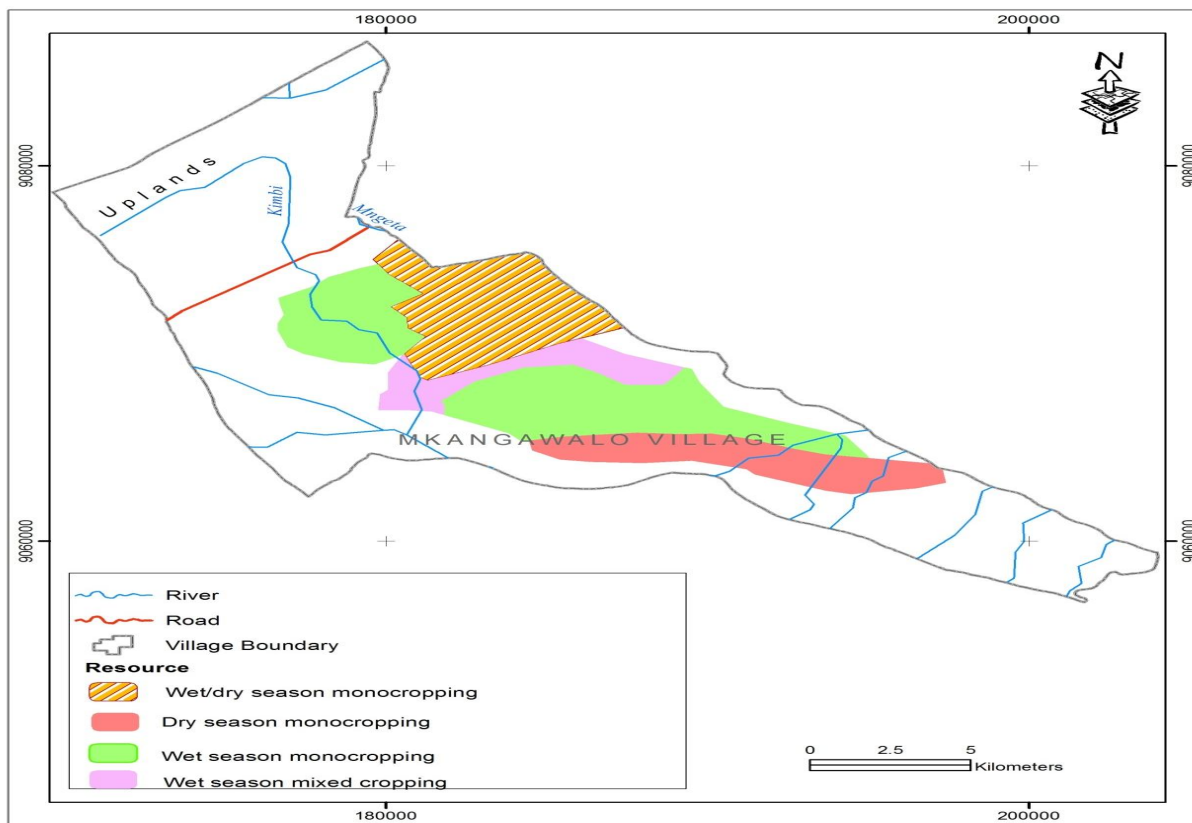 180000
200000
N
9080000
9080000
Uplands
Kimbi
Mngeta
MKANGAWALO VILLAGE
9060000
9060000
River
Road
Village Boundary
Resource
Wet/dry season monocropping
Dry season monocropping
Wet season monocropping
Wet season mixed cropping
0 2.5 5
Kilometers
180000
200000